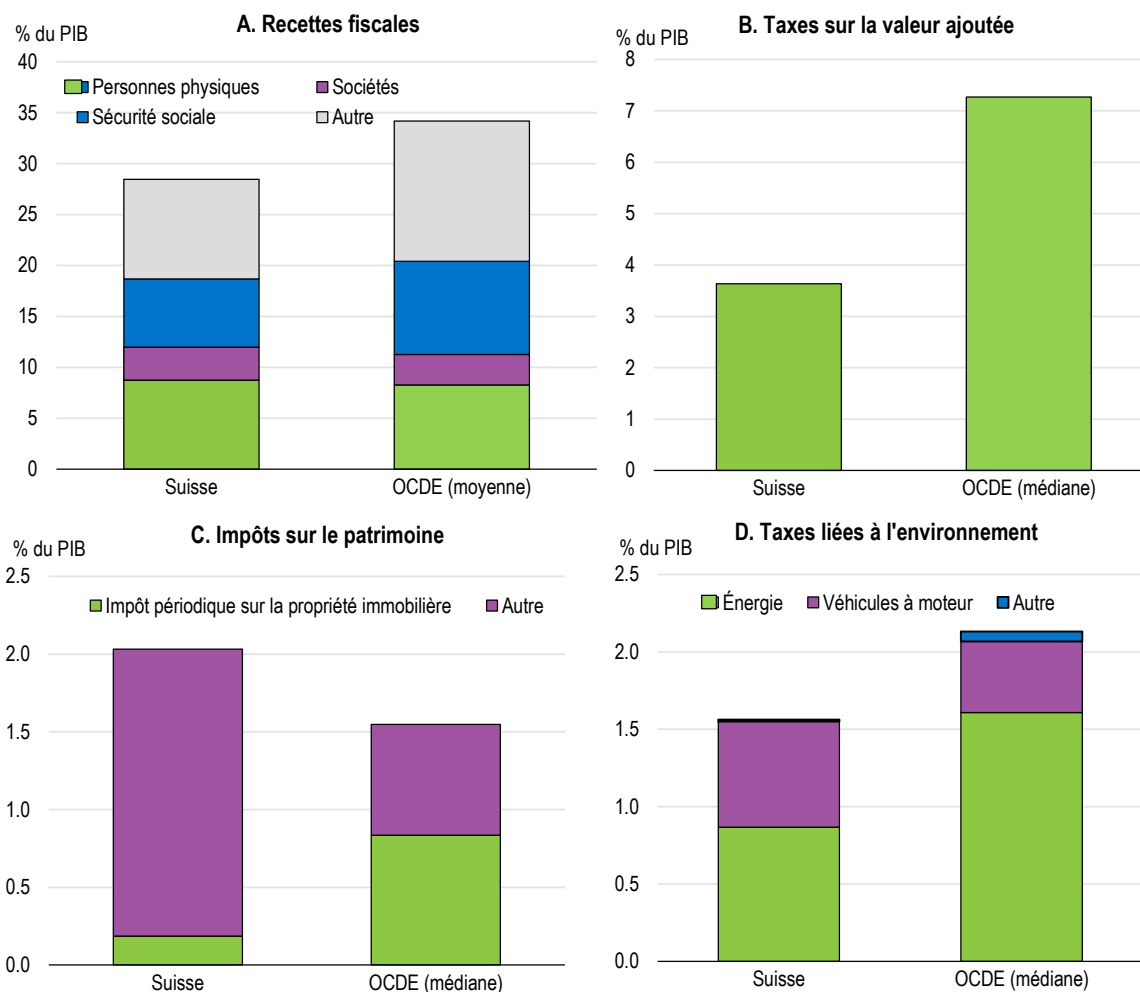 A. Recettes fiscales
% du PIB
40
35
30
25
20
15
10
5
0
Personnes physiques
Sociétés
Sécurité sociale
Autre
Suisse
OCDE (moyenne)
B. Taxes sur la valeur ajoutée
% du PIB
8
7
6
5
4
3
2
1
0
Suisse
OCDE (médiane)
C. Impôts sur le patrimoine
% du PIB
2.5
2.0
1.5
1.0
0.5
0.0
Impôt périodique sur la propriété immobilière
Autre
Suisse
OCDE (médiane)
D. Taxes liées à l'environnement
% du PIB
2.5
2.0
1.5
1.0
0.5
0.0
Énergie
Véhicules à moteur
Autre
Suisse
OCDE (médiane)